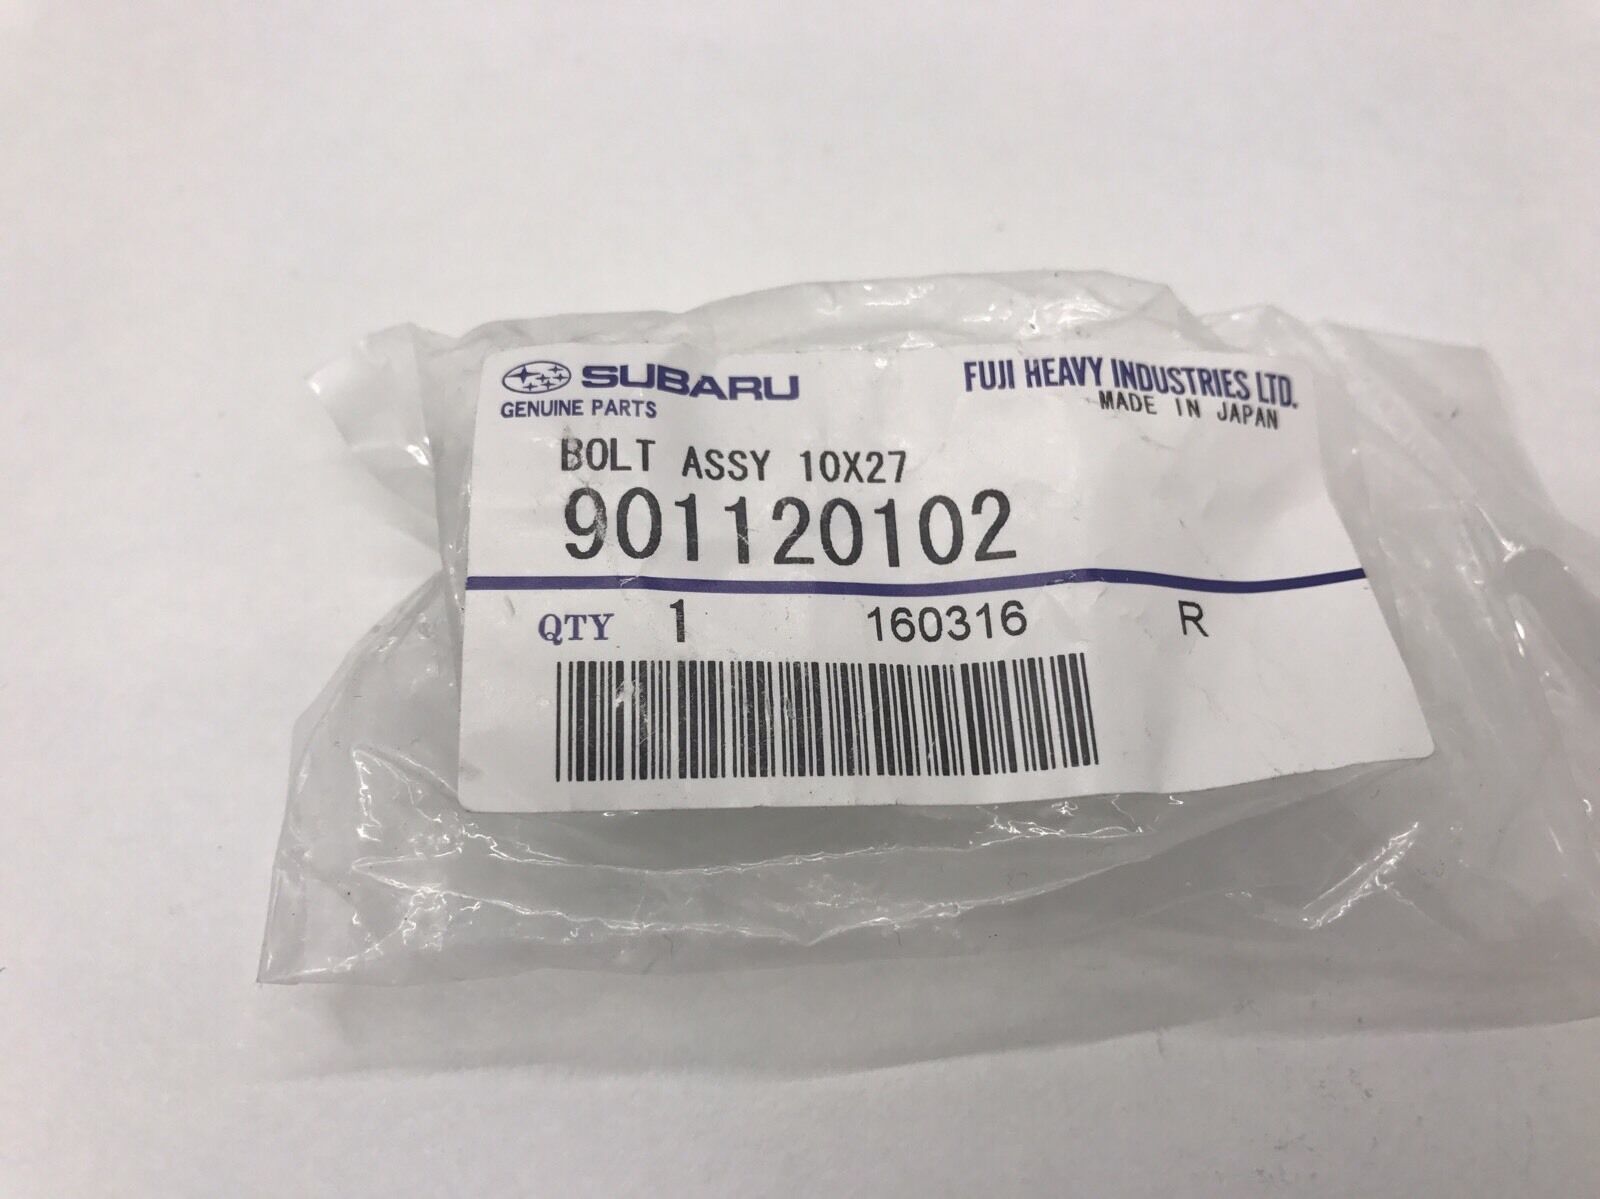 SUBARU
GENUINE PARTS
FUJI HEAVY INDUSTRIES LTD.
MADE IN JAPAN
BOLT ASSY 10X27
901120102
QTY 1 160316 R